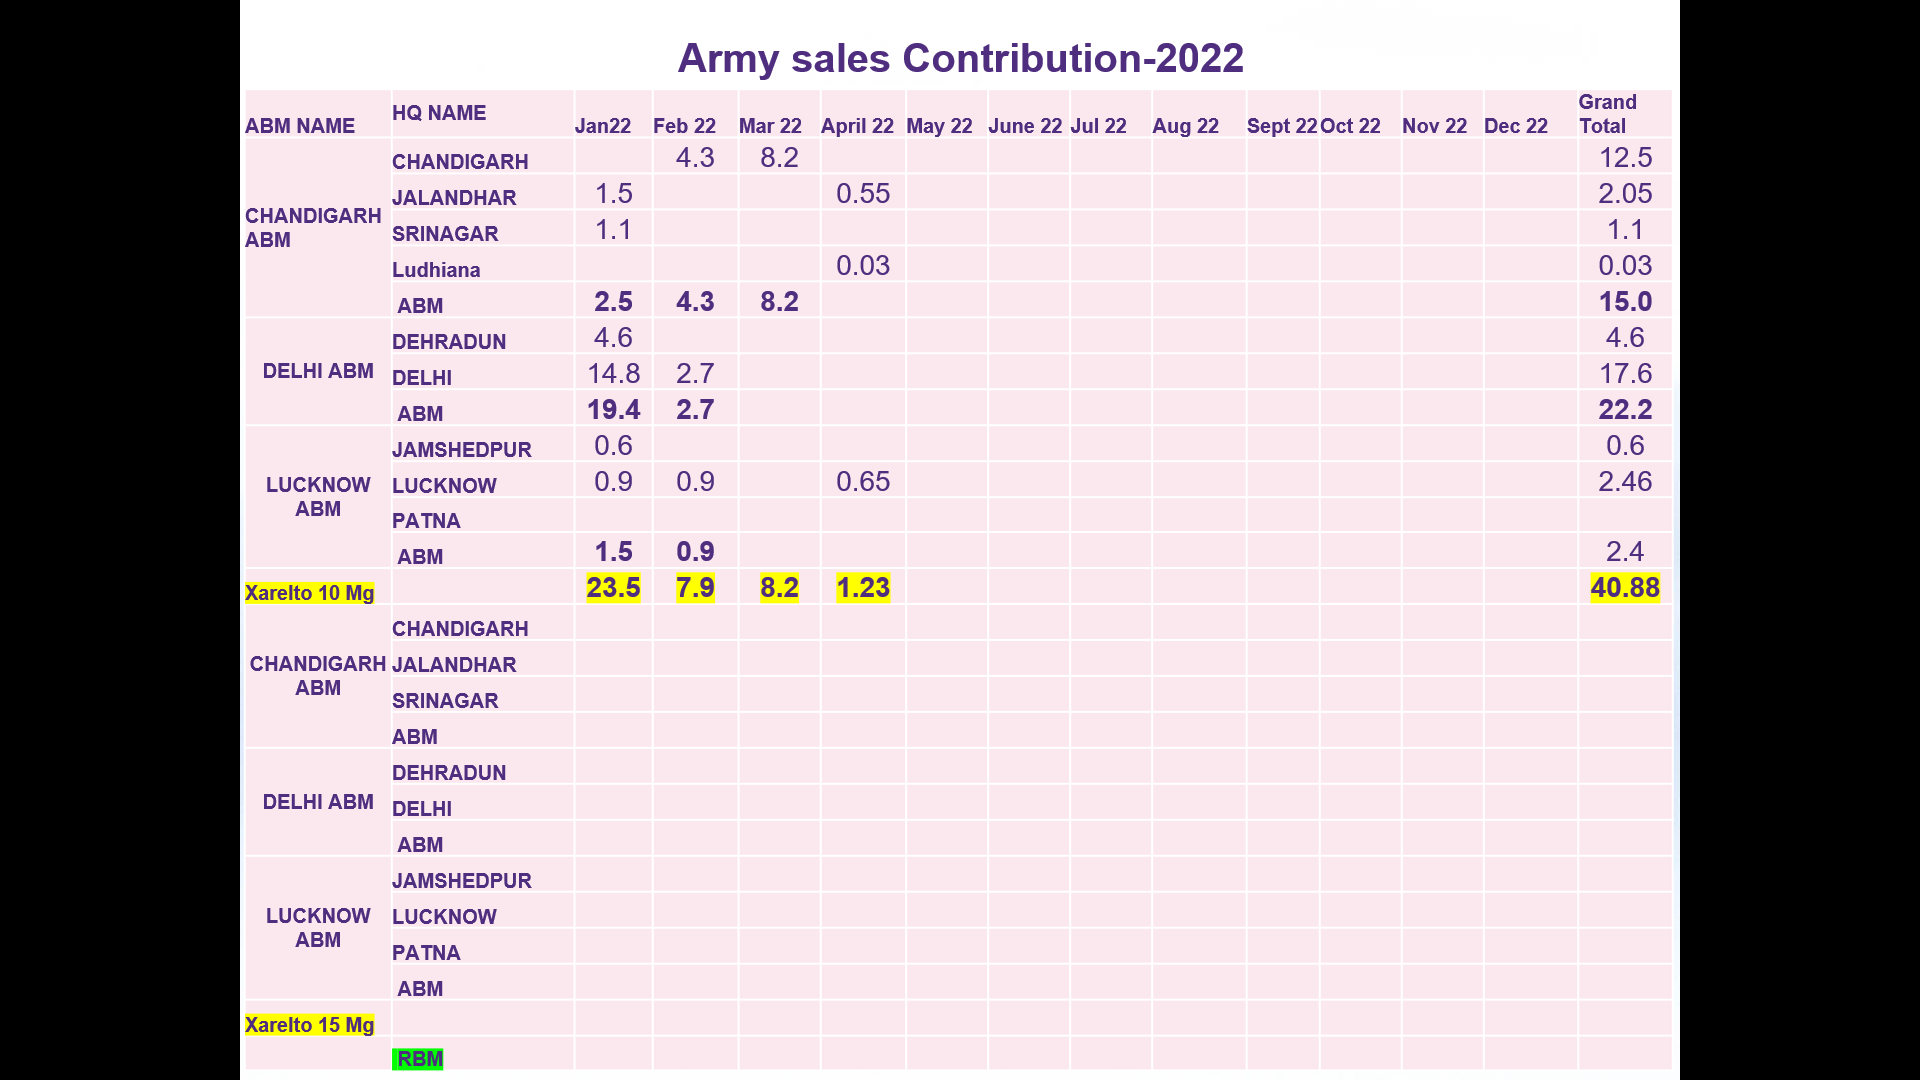 Army sales Contribution-2022
ABM NAME HQ NAME Jan22 Feb 22 Mar 22 April 22 May 22 June 22 Jul 22 Aug 22 Sept 22 Oct 22 Nov 22 Dec 22 Grand Total
CHANDIGARH ABM
CHANDIGARH 4.3 8.2 12.5
JALANDHAR 1.5 0.55 2.05
SRINAGAR 1.1 1.1
Ludhiana 0.03 0.03
ABM 2.5 4.3 8.2 15.0
DELHI ABM
DEHRADUN 4.6 4.6
DELHI 14.8 2.7 17.6
ABM 19.4 2.7 22.2
LUCKNOW ABM
JAMSHEDPUR 0.6 0.6
LUCKNOW 0.9 0.9 0.65 2.46
PATNA
ABM 1.5 0.9 2.4
Xarelto 10 Mg 23.5 7.9 8.2 1.23 40.88
CHANDIGARH ABM
CHANDIGARH
JALANDHAR
SRINAGAR
ABM
DELHI ABM
DEHRADUN
DELHI
ABM
LUCKNOW ABM
JAMSHEDPUR
LUCKNOW
PATNA
ABM
Xarelto 15 Mg
RBM